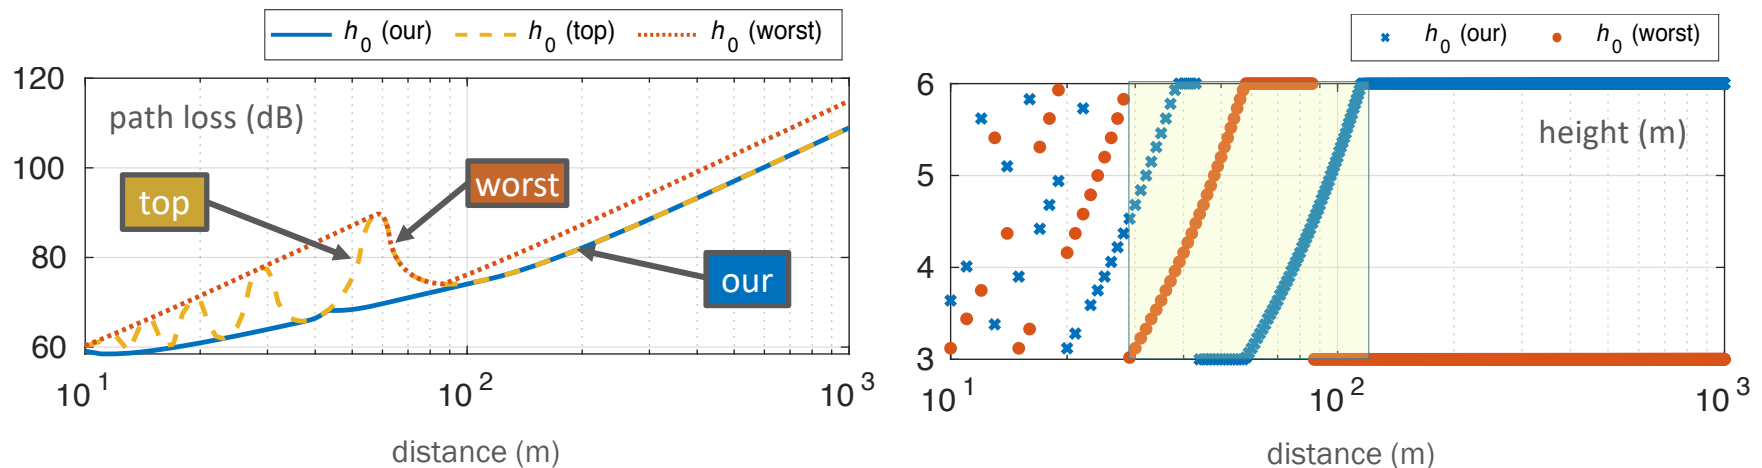 h0 (our) h0 (top) h0 (worst)
120
100
80
60
path loss (dB)
top
worst
our
10^1 10^2 10^3
distance (m)
h0 (our) h0 (worst)
6
5
4
3
height (m)
10^1 10^2 10^3
distance (m)